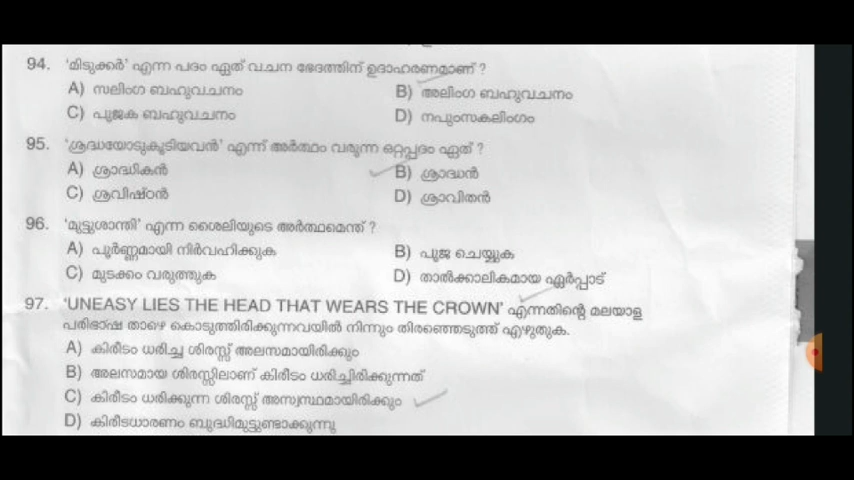 94. 'മിടുക്കർ' എന്ന പദം ഏത് വചന ഭേദത്തിന് ഉദാഹരണമാണ് ?
A) സലിംഗ ബഹുവചനം B) അലിംഗ ബഹുവചനം
C) പൂജക ബഹുവചനം D) നപുംസകലിംഗം
95. 'ശ്രദ്ധയോടുകൂടിയവൻ' എന്ന് അർത്ഥം വരുന്ന ഒറ്റപ്പദം ഏത് ?
A) ശ്രാദ്ധികൻ B) ശ്രാദ്ധൻ
C) ശ്രവിഷ്ഠൻ D) ശ്രാവിതൻ
96. 'മുട്ടുശാന്തി' എന്ന ശൈലിയുടെ അർത്ഥമെന്ത് ?
A) പൂർണ്ണമായി നിർവഹിക്കുക B) പൂജ ചെയ്യുക
C) മുടക്കം വരുത്തുക D) താൽക്കാലികമായ ഏർപ്പാട്
97. 'UNEASY LIES THE HEAD THAT WEARS THE CROWN' എന്നതിന്റെ മലയാള
പരിഭാഷ താഴെ കൊടുത്തിരിക്കുന്നവയിൽ നിന്നും തിരഞ്ഞെടുത്ത് എഴുതുക.
A) കിരീടം ധരിച്ച ശിരസ്സ് അലസമായിരിക്കും
B) അലസമായ ശിരസ്സിലാണ് കിരീടം ധരിച്ചിരിക്കുന്നത്
C) കിരീടം ധരിക്കുന്ന ശിരസ്സ് അസ്വസ്ഥമായിരിക്കും
D) കിരീടധാരണം ബുദ്ധിമുട്ടുണ്ടാക്കുന്നു